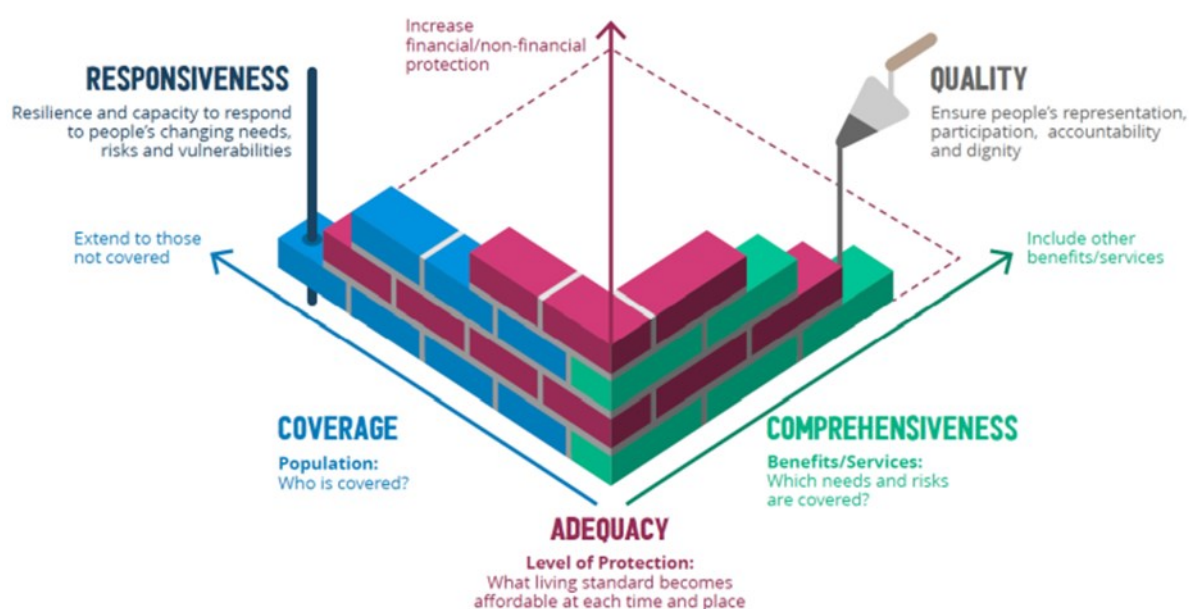 Increase
financial/non-financial
protection
RESPONSIVENESS
Resilience and capacity to respond
to people's changing needs,
risks and vulnerabilities
QUALITY
Ensure people's representation,
participation, accountability
and dignity
Extend to those
not covered
Include other
benefits/services
COVERAGE
Population:
Who is covered?
COMPREHENSIVENESS
Benefits/Services:
Which needs and risks
are covered?
ADEQUACY
Level of Protection:
What living standard becomes
affordable at each time and place